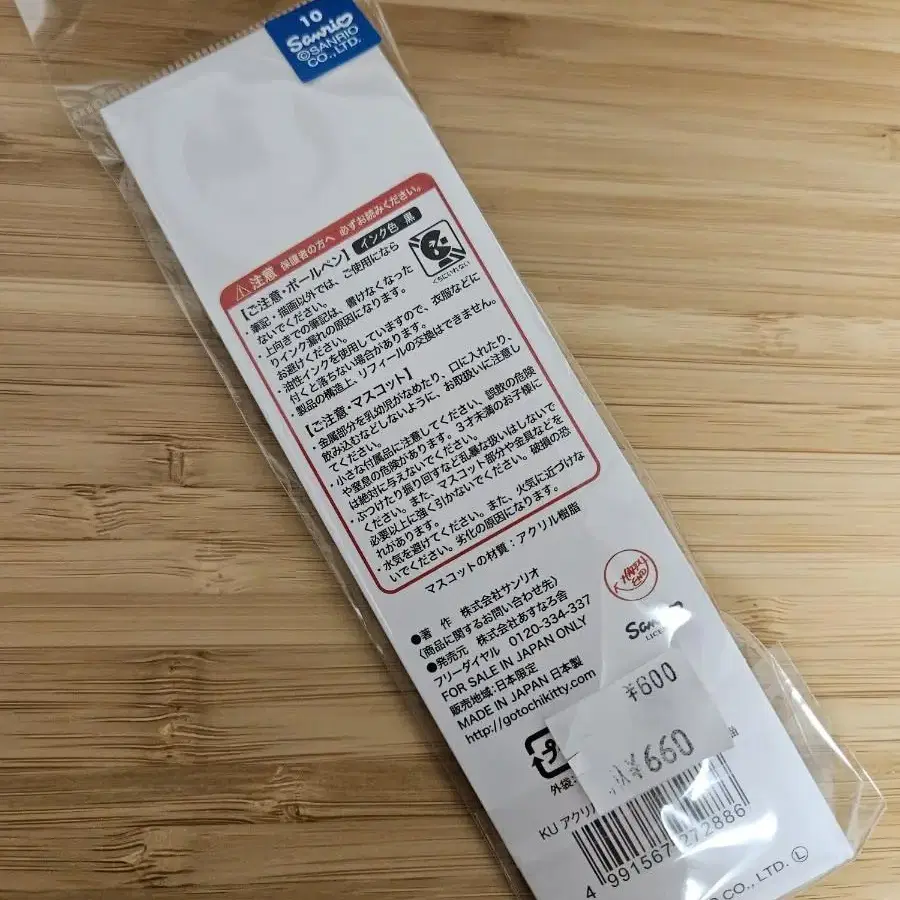 10
Sanrio
©SANRIO
CO., LTD.
⚠注意 保護者の方へ 必ずお読みください。
【ご注意・ボールペン】 インク色 黒
・筆記・描画以外では、ご使用になら
ないでください。
・上向きでの筆記は、書けなくなった
りインク漏れの原因になります。
お避けください。
・油性インクを使用していますので、衣服などに
付くと落ちない場合があります。
・製品の構造上、リフィールの交換はできません。
くちにいれない
【ご注意・マスコット】
・金属部分を乳幼児がなめたり、口に入れたり、
飲み込むなどしないように、お取扱いに注意し
てください。
・小さな付属品に注意してください、誤飲の危険
や窒息の危険があります。3才未満のお子様に
は絶対に与えないでください。
・ぶつけたり振り回すなど乱暴な扱いはしないで
ください。また、マスコット部分や金具などを
必要以上に強く引かないでください。破損の恐
れがあります。
・水気を避けてください。また、火気に近づけな
いでください。劣化の原因になります。
マスコットの材質:アクリル樹脂
●著 作 株式会社サンリオ
〈商品に関するお問い合わせ先〉
●発売元 株式会社あすなろ舎
フリーダイヤル 0120-334-337
FOR SALE IN JAPAN ONLY
販売地域:日本限定
MADE IN JAPAN 日本製
http://gotochikitty.com
HAPPY
END
¥600
¥660
外袋
KU アクリ
4 991567 272886
CO., LTD. Ⓛ